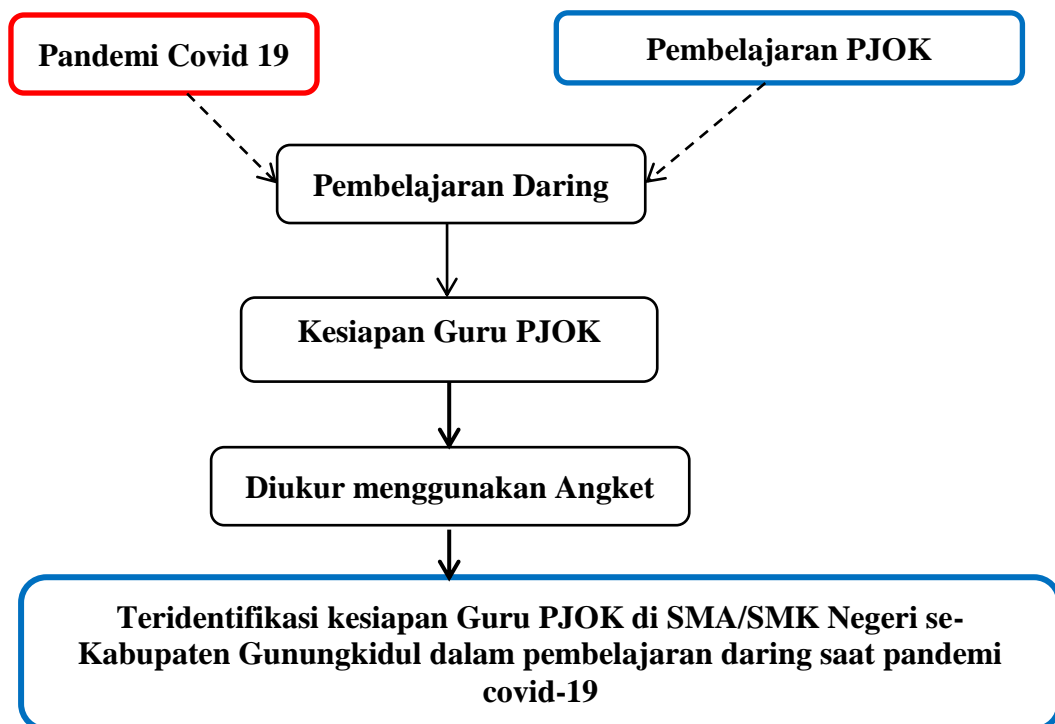 Pandemi Covid 19
Pembelajaran PJOK
Pembelajaran Daring
Kesiapan Guru PJOK
Diukur menggunakan Angket
Teridentifikasi kesiapan Guru PJOK di SMA/SMK Negeri se-
Kabupaten Gunungkidul dalam pembelajaran daring saat pandemi
covid-19